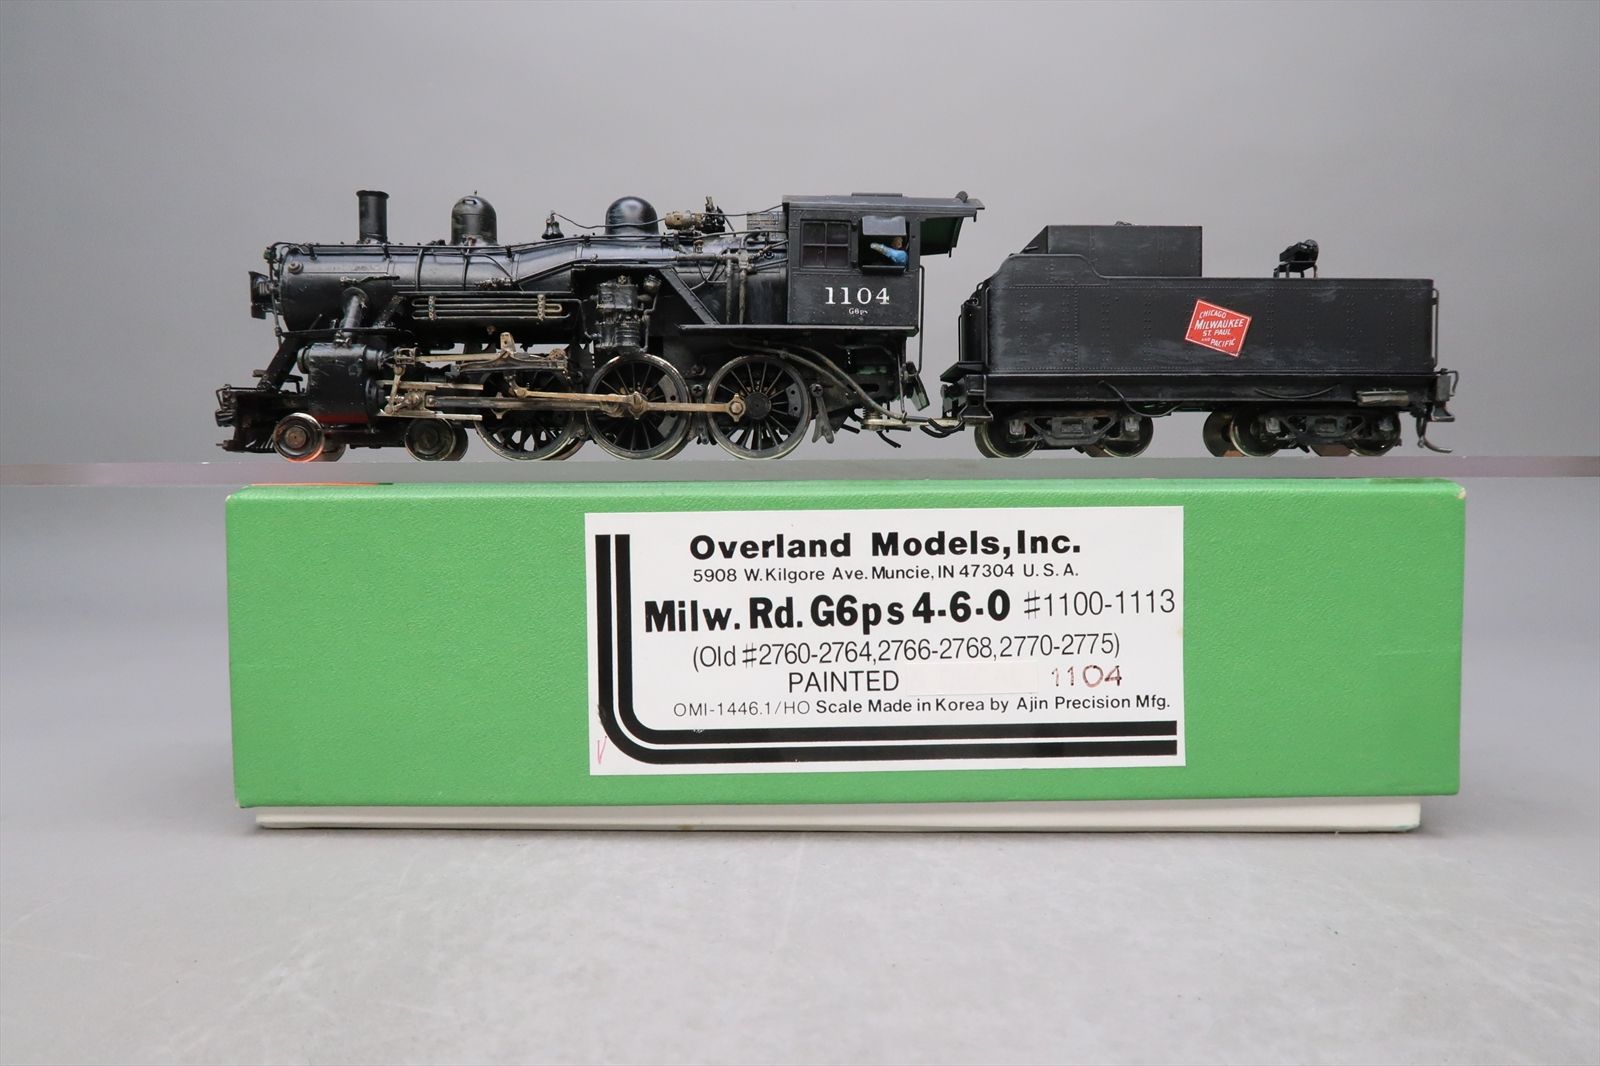 1104
G6ps
CHICAGO
MILWAUKEE
ST. PAUL
AND PACIFIC
Overland Models, Inc.
5908 W. Kilgore Ave. Muncie, IN 47304 U.S.A.
Milw. Rd. G6ps 4-6-0 #1100-1113
(Old #2760-2764,2766-2768,2770-2775)
PAINTED 1104
OMI-1446.1/HO Scale Made in Korea by Ajin Precision Mfg.